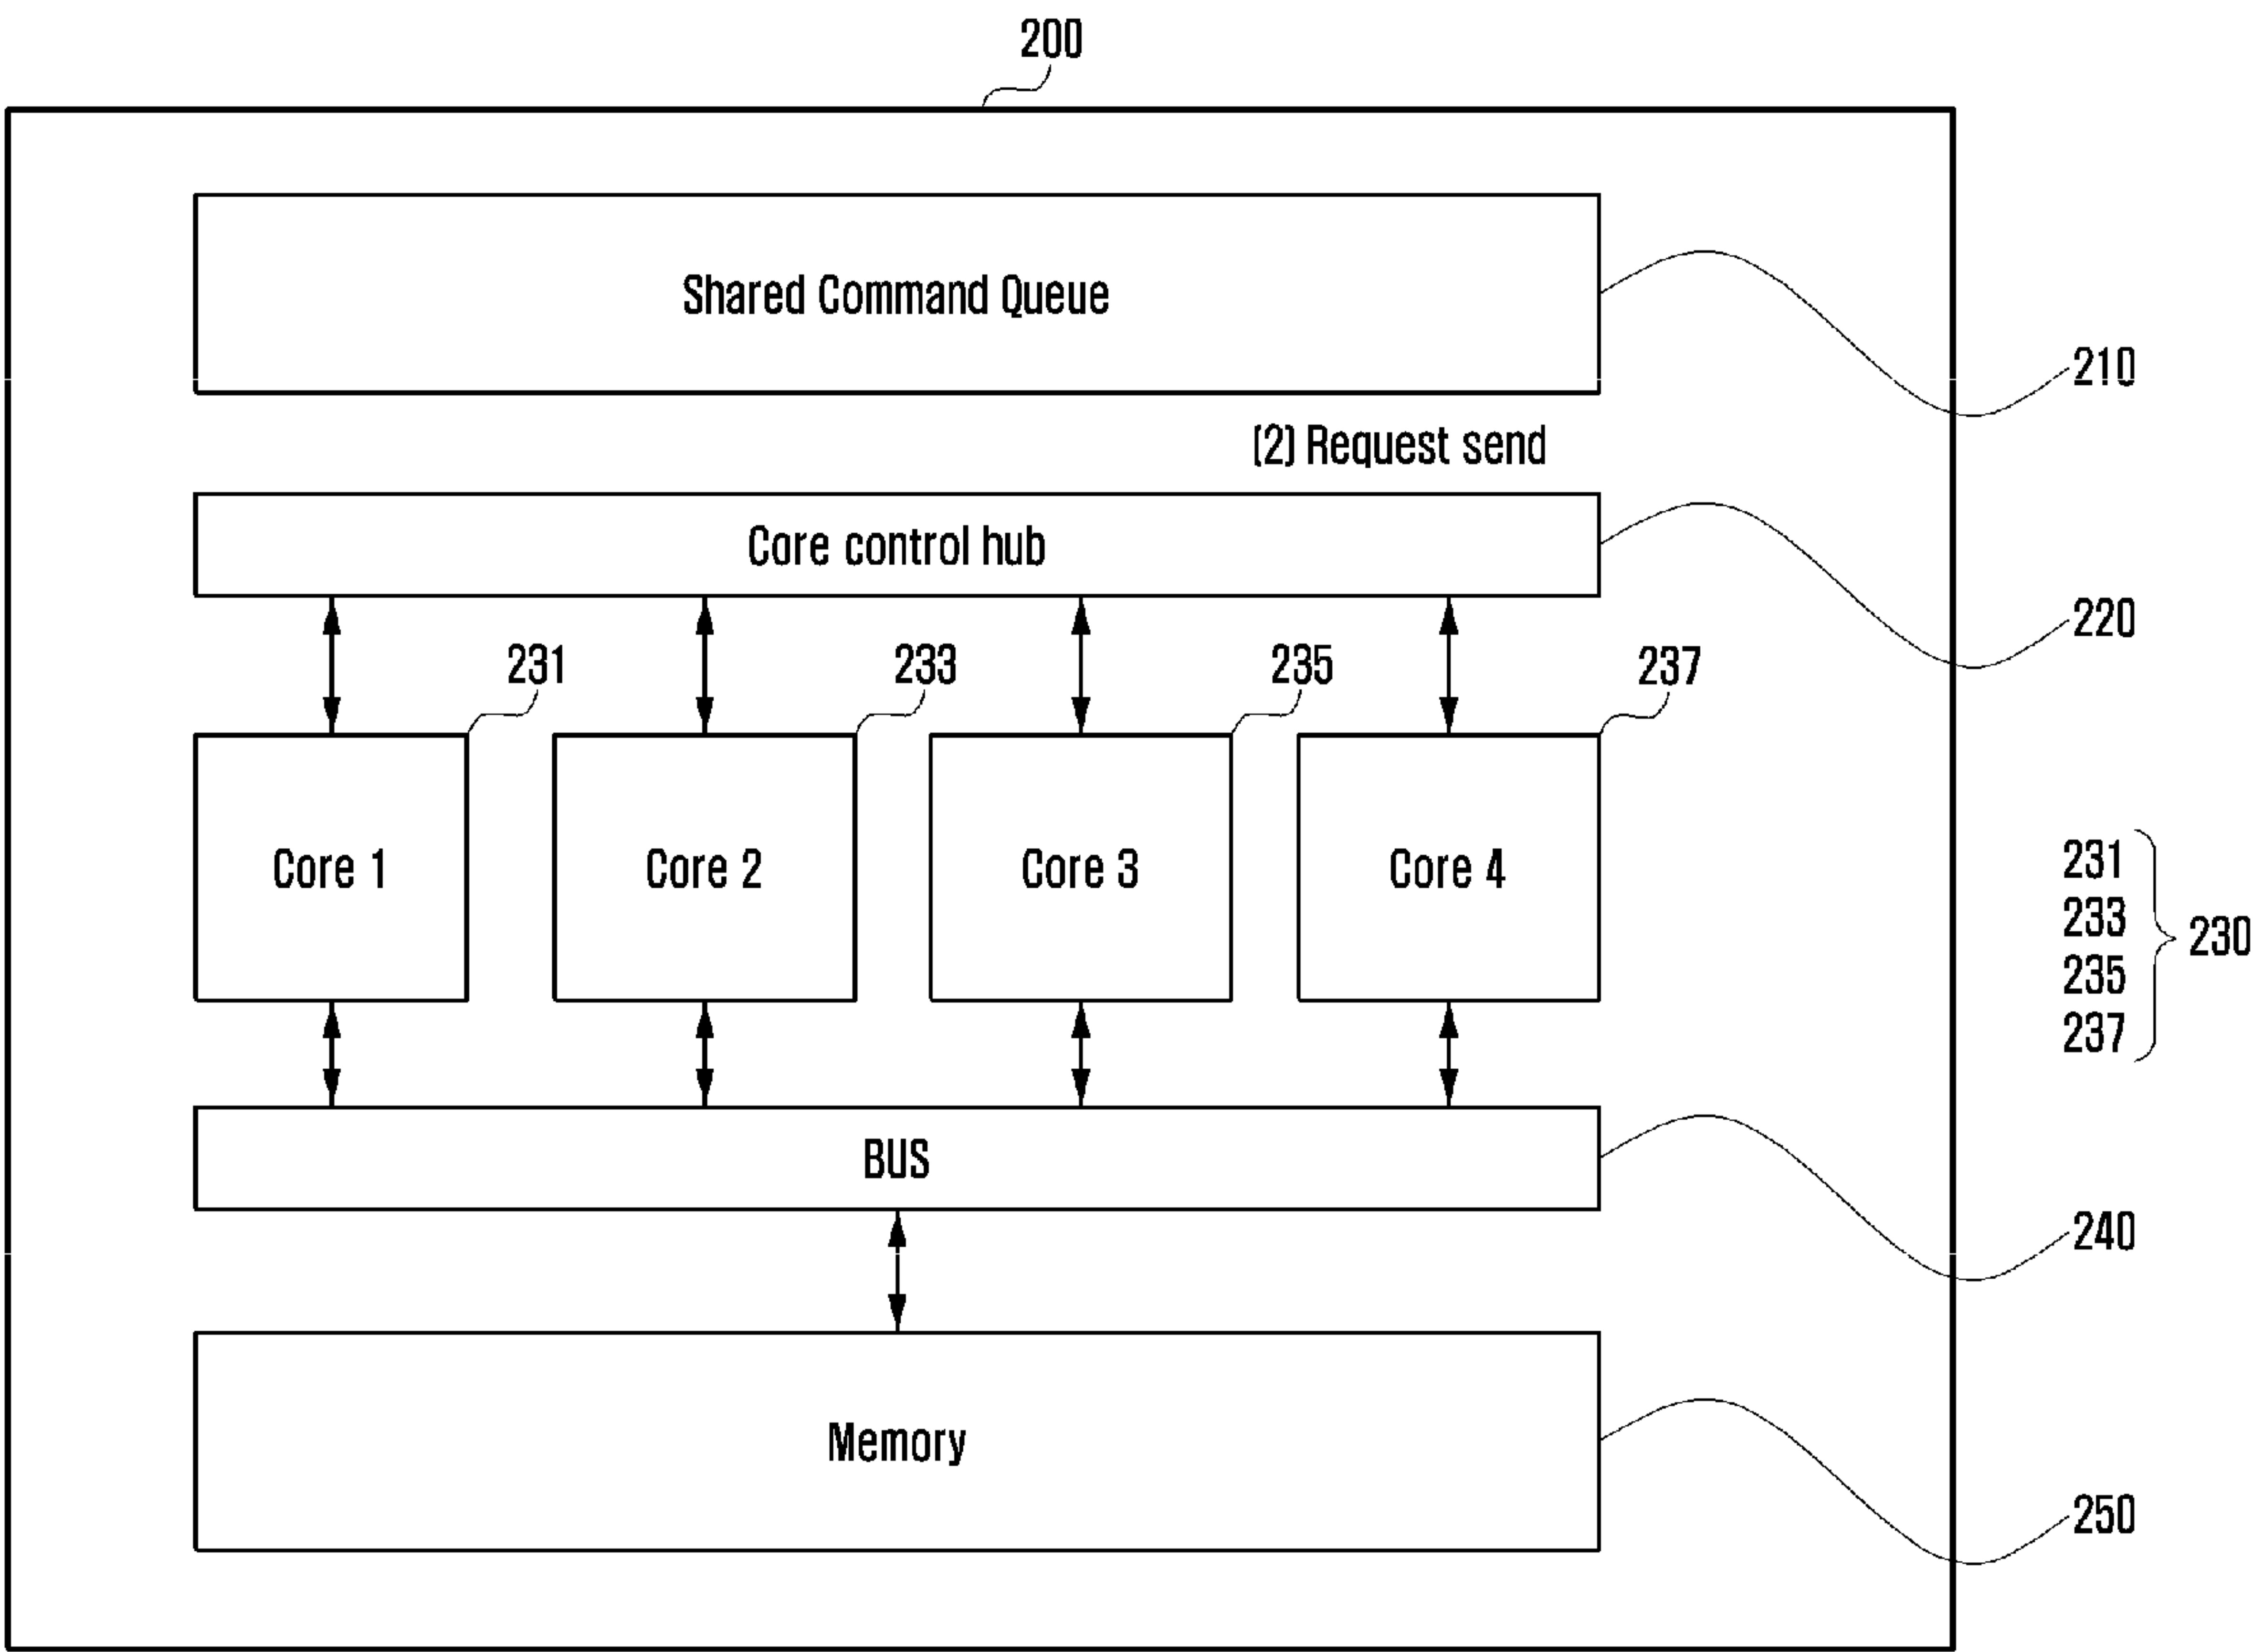 200
Shared Command Queue
210
(2) Request send
Core control hub
220
231
233
235
237
Core 1
Core 2
Core 3
Core 4
231
233
235
237
230
BUS
240
Memory
250